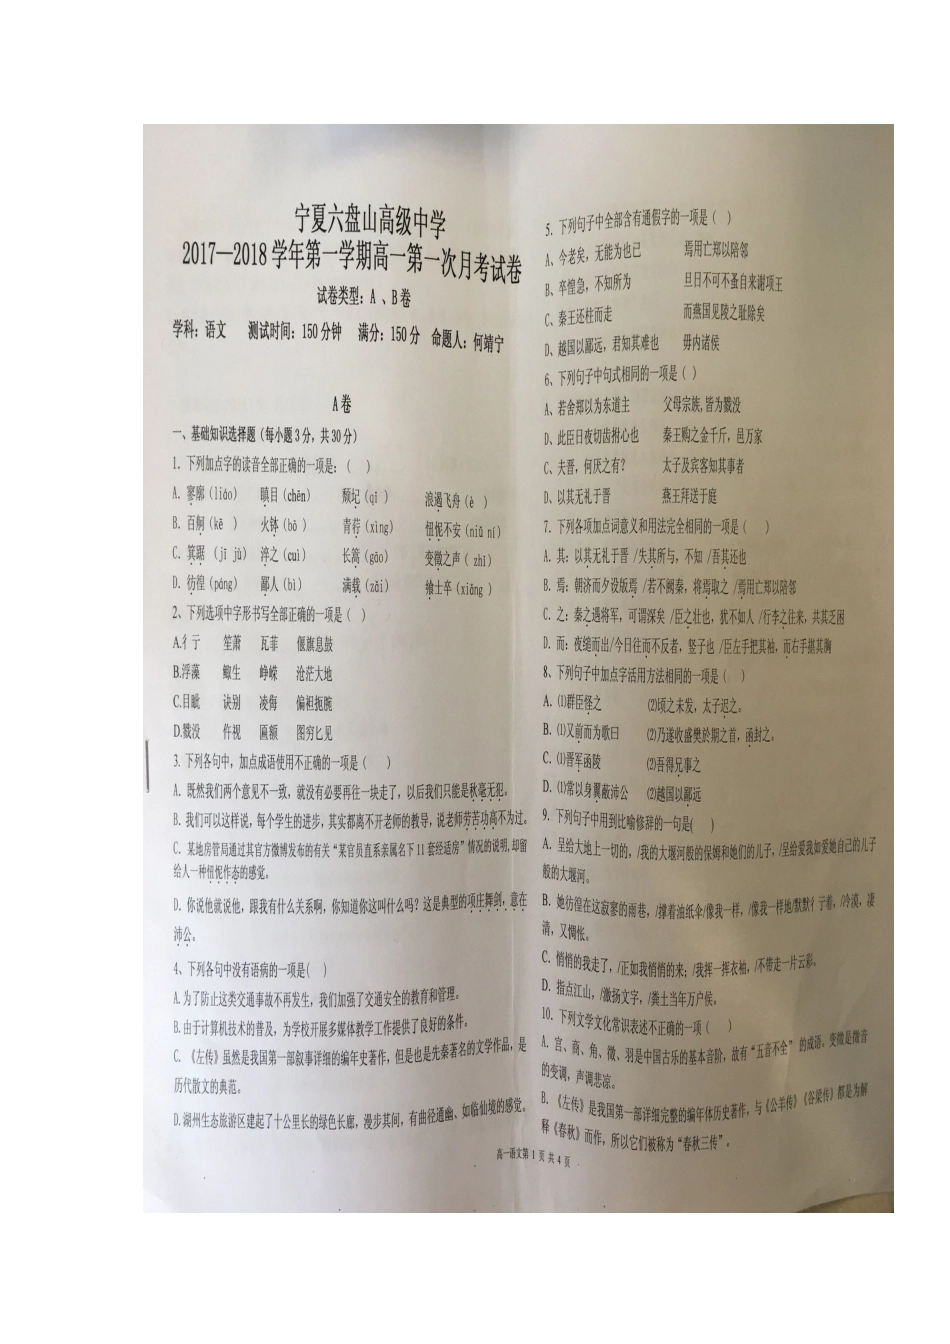 宁夏六盘山高级中学
2017—2018 学年第一学期高一第一次月考试卷
试卷类型：A 、B 卷
学科：语文 测试时间：150 分钟 满分：150 分 命题人：何靖宁
A 卷
一、基础知识选择题（每小题 3 分，共 30 分）
1．下列加点字的读音全部正确的一项是：（ ）
A．寥廓（liáo） 瞋目（chēn） 颓圮（qǐ ） 浪遏飞舟（è ）
B．百舸（kě ） 火钵（bō ） 青荇（xìng） 忸怩不安（niǔ ní）
C．箕踞 （jī jù） 淬之（cuì） 长篙（gāo） 变徵之声（ zhǐ）
D．彷徨（páng） 鄙人（bì） 满载（zǎi） 飨士卒（xiǎng ）
2、下列选项中字形书写全部正确的一项是（ ）
A.彳亍 笙萧 瓦菲 偃旗息鼓
B.浮藻 鲰生 峥嵘 沧茫大地
C.目眦 诀别 凌侮 偏袒扼腕
D.戮没 仵视 匾额 图穷匕见
3. 下列各句中，加点成语使用不正确的一项是（ ）
A．既然我们两个意见不一致，就没有必要再往一块走了，以后我们只能是秋毫无犯。
B．我们可以这样说，每个学生的进步，其实都离不开老师的教导，说老师劳苦功高不为过。
C．某地房管局通过其官方微博发布的有关“某官员直系亲属名下 11 套经适房”情况的说明，却留
给人一种忸怩作态的感觉。
D．你说他就说他，跟我有什么关系啊，你知道你这叫什么吗？这是典型的项庄舞剑，意在
沛公。
4、下列各句中没有语病的一项是( )
A.为了防止这类交通事故不再发生，我们加强了交通安全的教育和管理。
B.由于计算机技术的普及，为学校开展多媒体教学工作提供了良好的条件。
C．《左传》虽然是我国第一部叙事详细的编年史著作，但是也是先秦著名的文学作品，是
历代散文的典范。
D.湖州生态旅游区建起了十公里长的绿色长廊，漫步其间，有曲径通幽、如临仙境的感觉。
5．下列句子中全部含有通假字的一项是（ ）
A、今老矣，无能为也已 焉用亡郑以陪邻
B、卒惶急，不知所为 旦日不可不蚤自来谢项王
C、秦王还柱而走 而燕国见陵之耻除矣
D、越国以鄙远，君知其难也 毋内诸侯
6、下列句子中句式相同的一项是（ ）
A、若舍郑以为东道主 父母宗族,皆为戮没
D、此臣日夜切齿拊心也 秦王购之金千斤，邑万家
C、夫晋，何厌之有？ 太子及宾客知其事者
D、以其无礼于晋 燕王拜送于庭
7、下列各项加点词意义和用法完全相同的一项是（ ）
A. 其：以其无礼于晋 /失其所与，不知 /吾其还也
B. 焉：朝济而夕设版焉 /若不阙秦，将焉取之 /焉用亡郑以陪邻
C. 之：秦之遇将军，可谓深矣 /臣之壮也，犹不如人 /行李之往来，共其乏困
D. 而：夜缒而出/今日往而不反者，竖子也 /臣左手把其袖，而右手揕其胸
8、下列句子中加点字活用方法相同的一项是（ ）
A．⑴群臣怪之 ⑵顷之未发，太子迟之。
B．⑴又前而为歌曰 ⑵乃遂收盛樊於期之首，函封之。
C．⑴晋军函陵 ⑵吾得兄事之
D．⑴常以身翼蔽沛公 ⑵越国以鄙远
9．下列句子中用到比喻修辞的一句是( )
A．呈给大地上一切的，/我的大堰河般的保姆和她们的儿子，/呈给爱我如爱她自己的儿子
般的大堰河。
B．她彷徨在这寂寥的雨巷，/撑着油纸伞/像我一样，/像我一样地/默默彳亍着，/冷漠，凄
清，又惆怅。
C．悄悄的我走了，/正如我悄悄的来；/我挥一挥衣袖，/不带走一片云彩。
D．指点江山，/激扬文字，/粪土当年万户侯。
10．下列文学文化常识表述不正确的一项（ ）
A．宫、商、角、徵、羽是中国古乐的基本音阶，故有“五音不全”的成语。变徵是徵音
的变调，声调悲凉。
B．《左传》是我国第一部详细完整的编年体历史著作，与《公羊传》《谷梁传》都是为解
释《春秋》而作，所以它们被称为“春秋三传”。
高一语文第 1 页 共 4 页